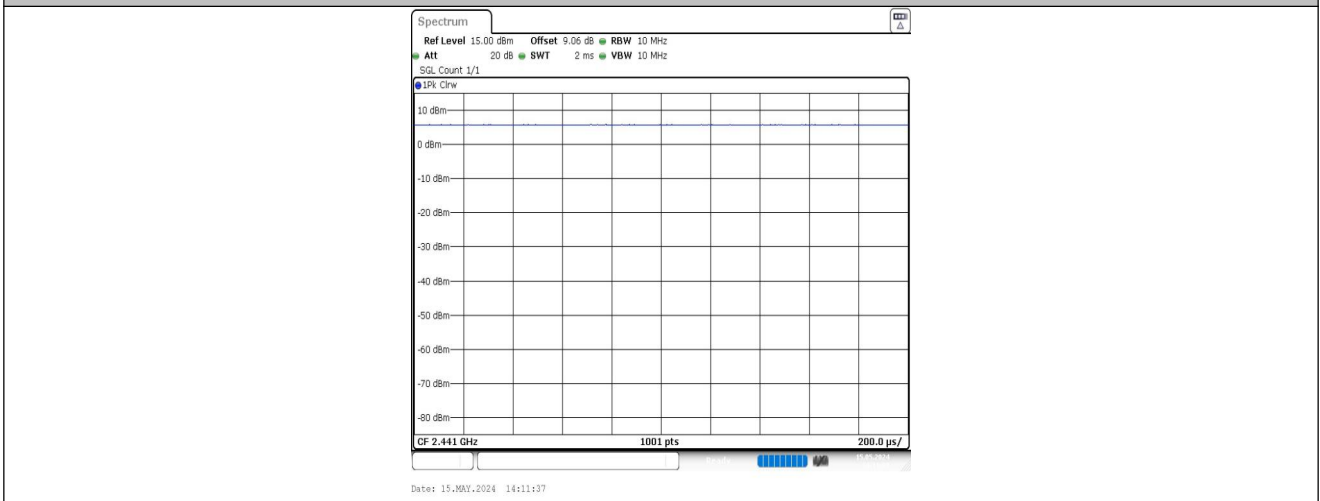 Spectrum
Ref Level 15.00 dBm Offset 9.06 dB RBW 10 MHz
Att 20 dB SWT 2 ms VBW 10 MHz
SGL Count 1/1
1Pk Clrw
10 dBm
0 dBm
-10 dBm
-20 dBm
-30 dBm
-40 dBm
-50 dBm
-60 dBm
-70 dBm
-80 dBm
CF 2.441 GHz 1001 pts 200.0 µs/
Date: 15.MAY.2024 14:11:37